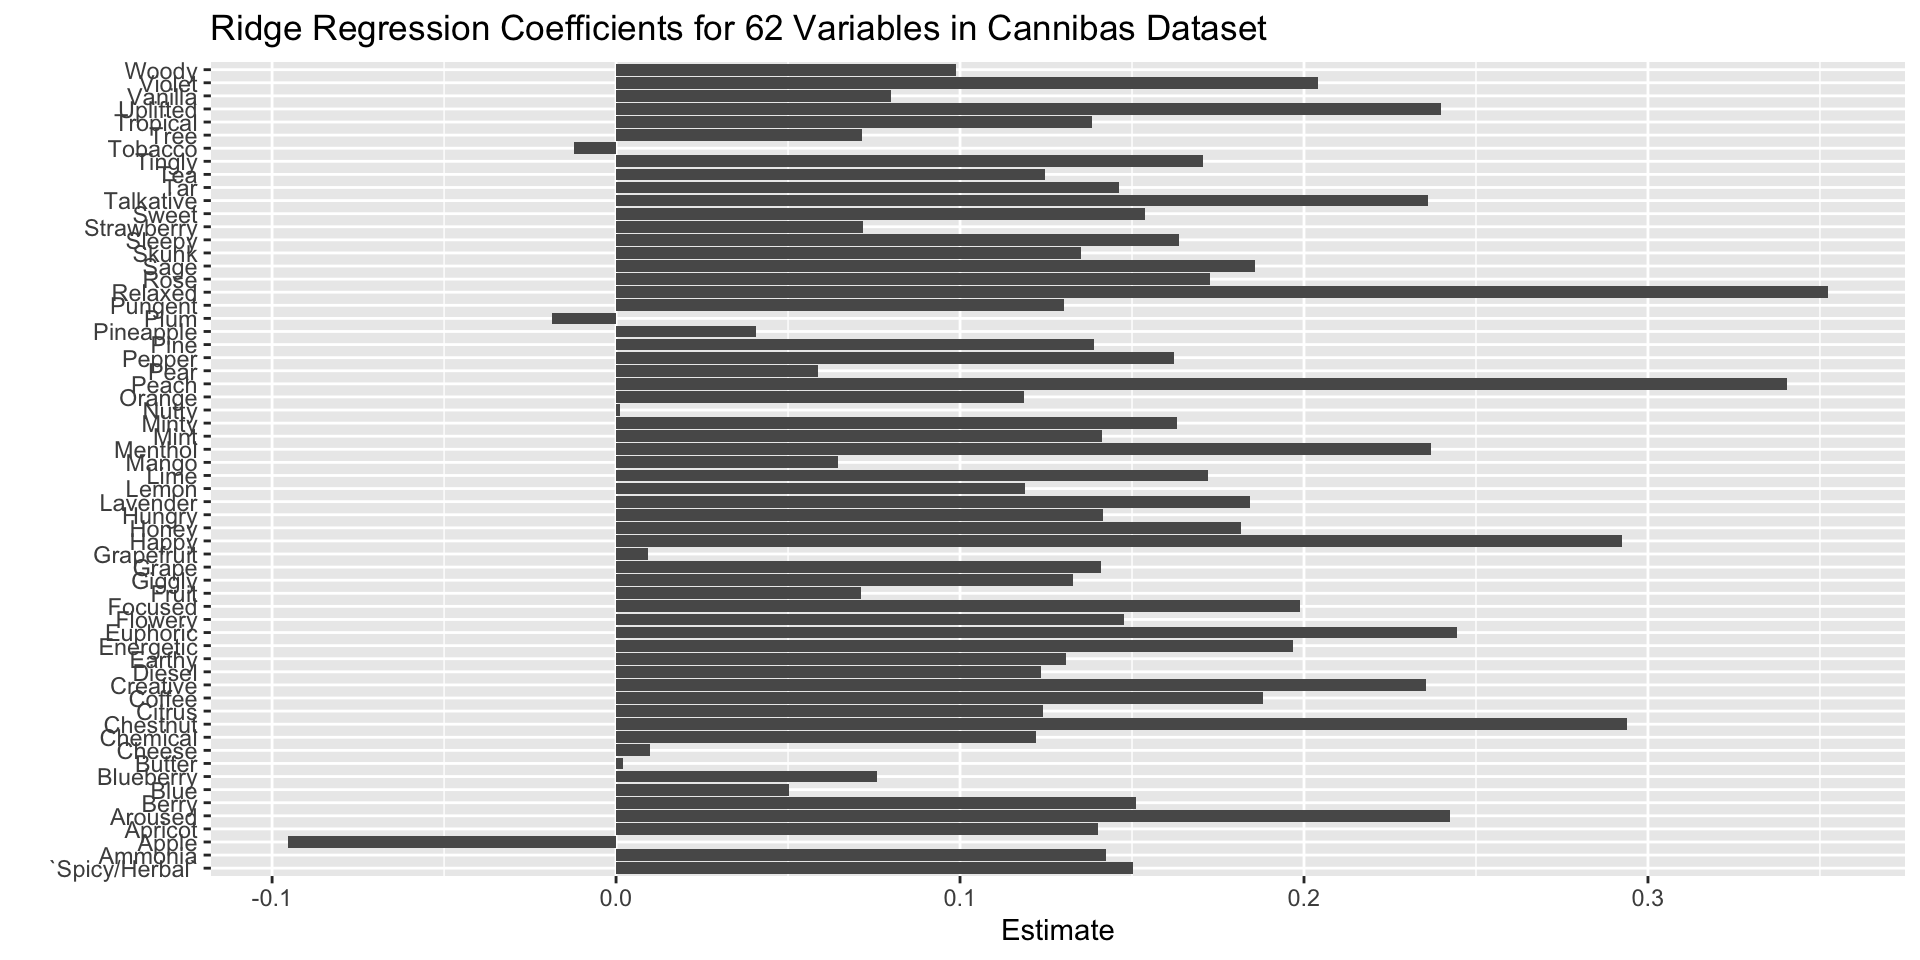 Ridge Regression Coefficients for 62 Variables in Cannibas Dataset
Woody
Violet
Vanilla
Uplifted
Tropical
Tree
Tobacco
Tingly
Tea
Tar
Talkative
Sweet
Strawberry
Sleepy
Skunk
Sage
Rose
Relaxed
Pungent
Plum
Pineapple
Pine
Pepper
Pear
Peach
Orange
Nutty
Minty
Mint
Menthol
Mango
Lime
Lemon
Lavender
Hungry
Honey
Happy
Grapefruit
Grape
Giggly
Fruit
Focused
Flowery
Euphoric
Energetic
Earthy
Diesel
Creative
Coffee
Citrus
Chestnut
Chemical
Cheese
Butter
Blueberry
Blue
Berry
Aroused
Apricot
Apple
Ammonia
`Spicy/Herbal`
-0.1 0.0 0.1 0.2 0.3
Estimate